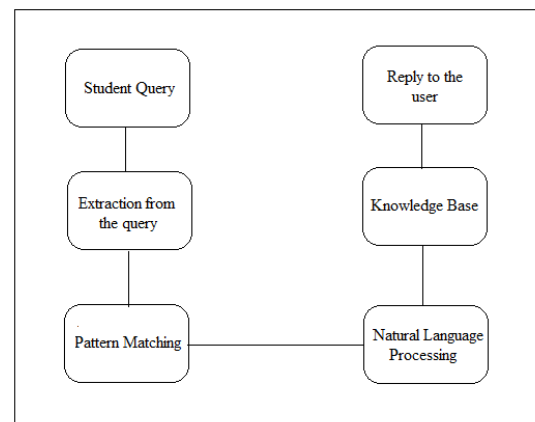 Student Query
Reply to the
user
Extraction from
the query
Knowledge Base
Pattern Matching
Natural Language
Processing